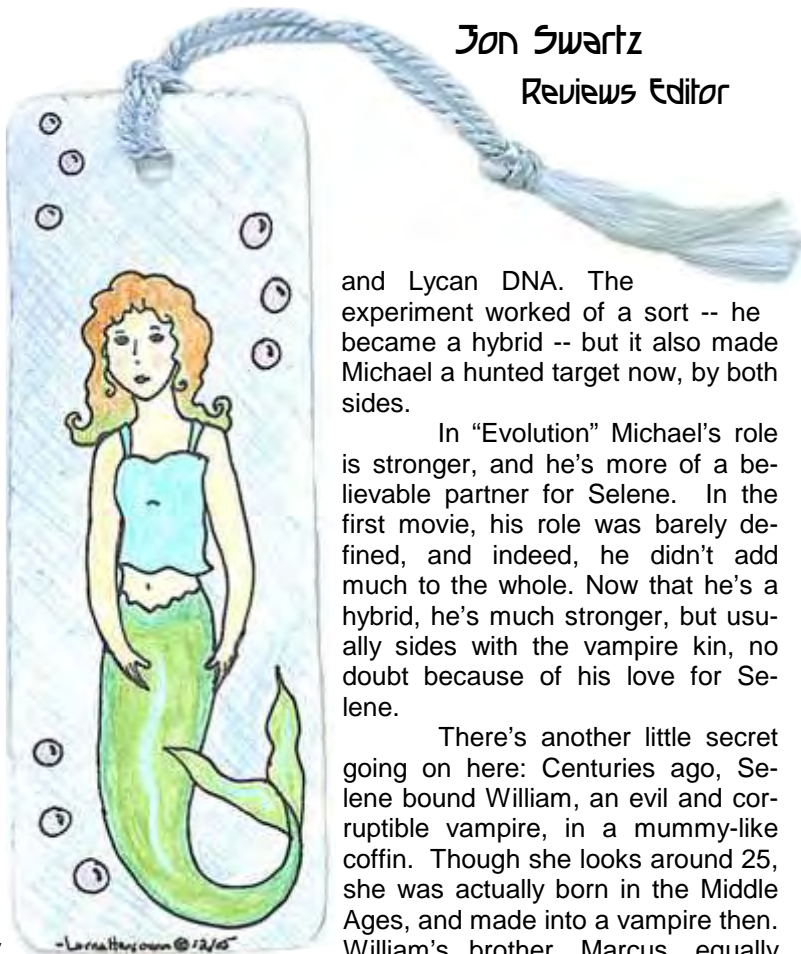 Jon Swartz
Reviews Editor
and Lycan DNA. The
experiment worked of a sort -- he
became a hybrid -- but it also made
Michael a hunted target now, by both
sides.
In “Evolution” Michael’s role
is stronger, and he’s more of a be-
lievable partner for Selene. In the
first movie, his role was barely de-
fined, and indeed, he didn’t add
much to the whole. Now that he’s a
hybrid, he’s much stronger, but usu-
ally sides with the vampire kin, no
doubt because of his love for Se-
lene.
There’s another little secret
going on here: Centuries ago, Se-
lene bound William, an evil and cor-
ruptible vampire, in a mummy-like
coffin. Though she looks around 25,
she was actually born in the Middle
Ages, and made into a vampire then.
William’s brother, Marcus, equally
© 12/05